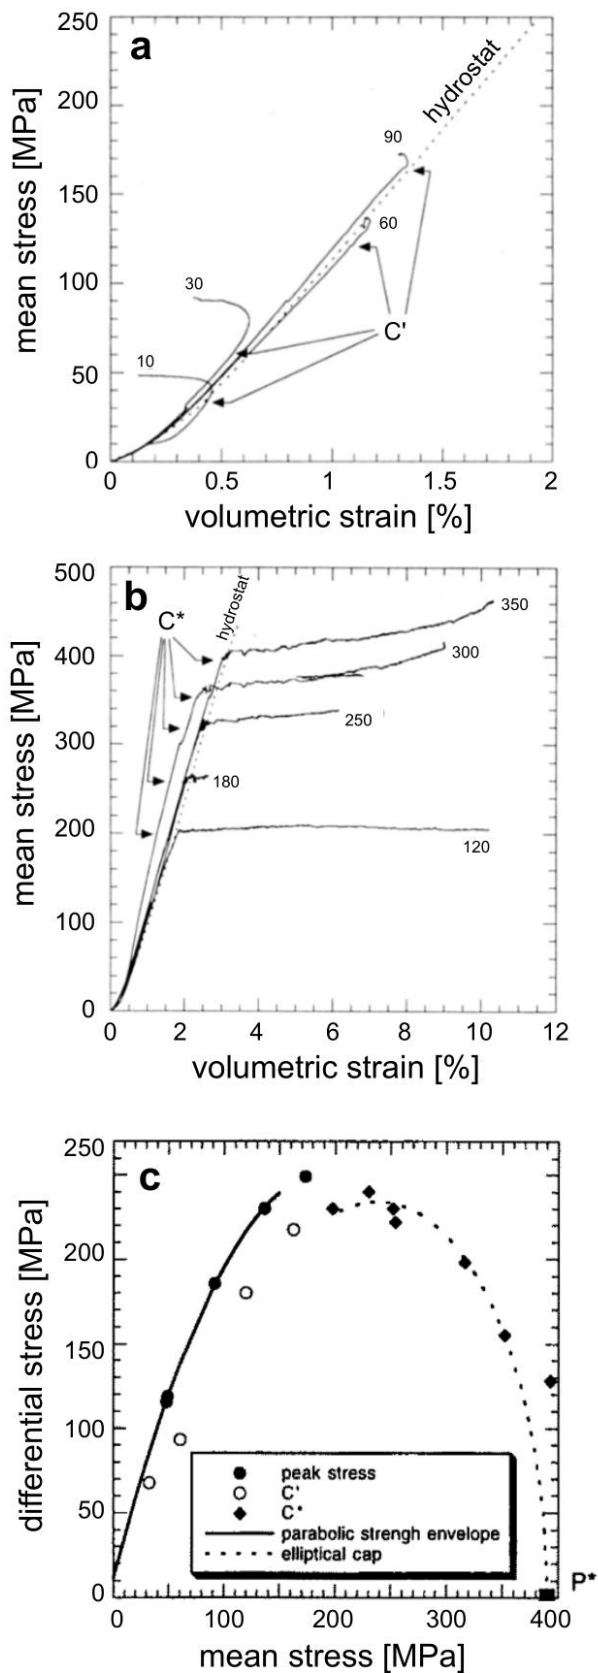 a
250
200
150
100
50
0
mean stress [MPa]
hydrostat
90
60
30
10
C'
0 0.5 1 1.5 2
volumetric strain [%]
b
500
400
300
200
100
0
mean stress [MPa]
C*
hydrostat
350
300
250
180
120
0 2 4 6 8 10 12
volumetric strain [%]
c
250
200
150
100
50
0
differential stress [MPa]
peak stress
C'
C*
parabolic strengh envelope
elliptical cap
P*
0 100 200 300 400
mean stress [MPa]